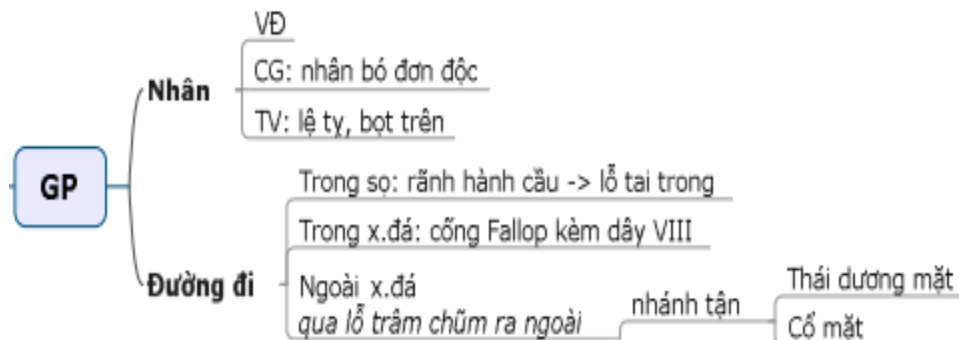 VĐ
CG: nhân bó đơn độc
Nhân
TV: lệ tỵ, bọt trên
GP
Trong sọ: rãnh hành cầu -> lỗ tai trong
Trong x.đá: cống Fallop kèm dây VIII
Đường đi
Ngoài x.đá
qua lỗ trâm chũm ra ngoài
nhánh tận
Thái dương mặt
Cổ mặt